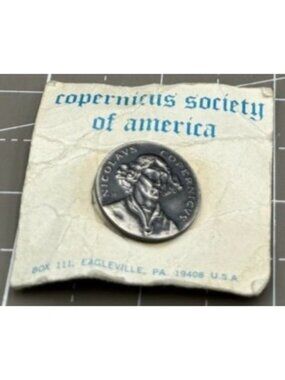 copernicus society
of america
NICOLAVS COPERNICVS
BOX 111, EAGLEVILLE, PA. 19408 U.S.A